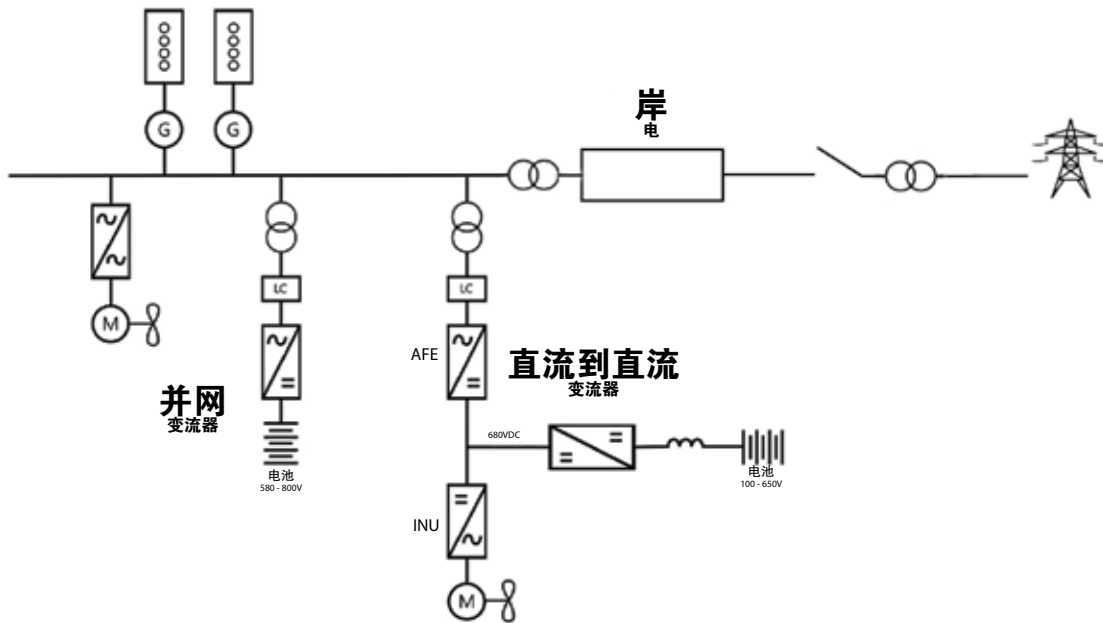 G
G
岸
电
M
LC
LC
AFE
直流到直流
变流器
并网
变流器
680VDC
电池
580 - 800V
电池
100 - 650V
INU
M